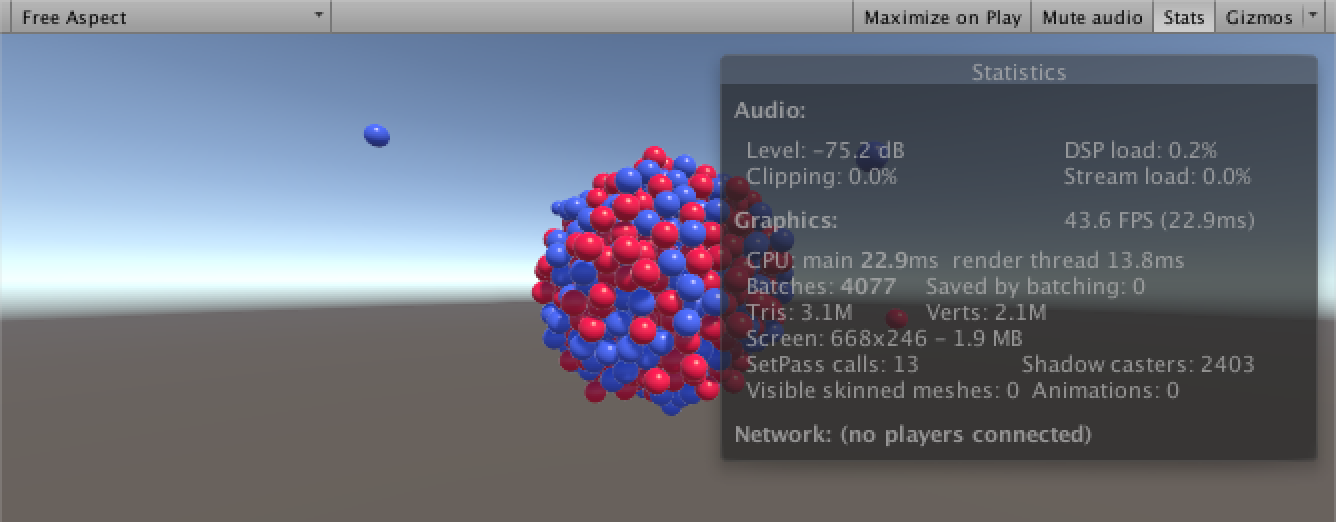 Free Aspect Maximize on Play Mute audio Stats Gizmos
Statistics
Audio:
Level: -75.2 dB DSP load: 0.2%
Clipping: 0.0% Stream load: 0.0%
Graphics: 43.6 FPS (22.9ms)
CPU: main 22.9ms render thread 13.8ms
Batches: 4077 Saved by batching: 0
Tris: 3.1M Verts: 2.1M
Screen: 668x246 - 1.9 MB
SetPass calls: 13 Shadow casters: 2403
Visible skinned meshes: 0 Animations: 0
Network: (no players connected)